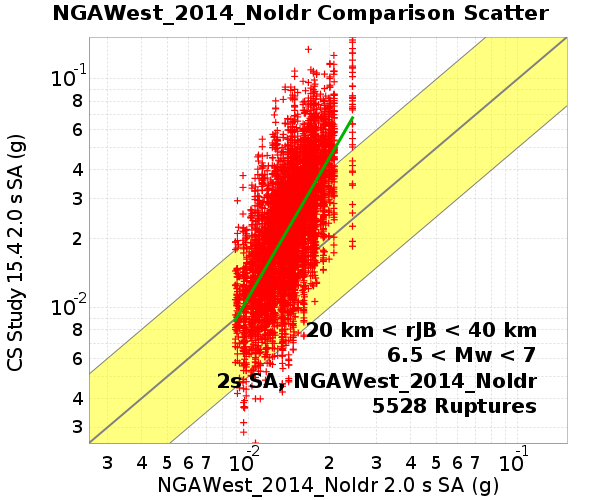 NGAWest_2014_NoIdr Comparison Scatter
CS Study 15.4 2.0 s SA (g)
10-1
8
6
4
3
2
10-2
8
6
4
3
20 km < rJB < 40 km
6.5 < Mw < 7
2s SA, NGAWest_2014_NoIdr
5528 Ruptures
3 4 5 6 7 10-2 2 3 4 5 6 7 10-1
NGAWest_2014_NoIdr 2.0 s SA (g)